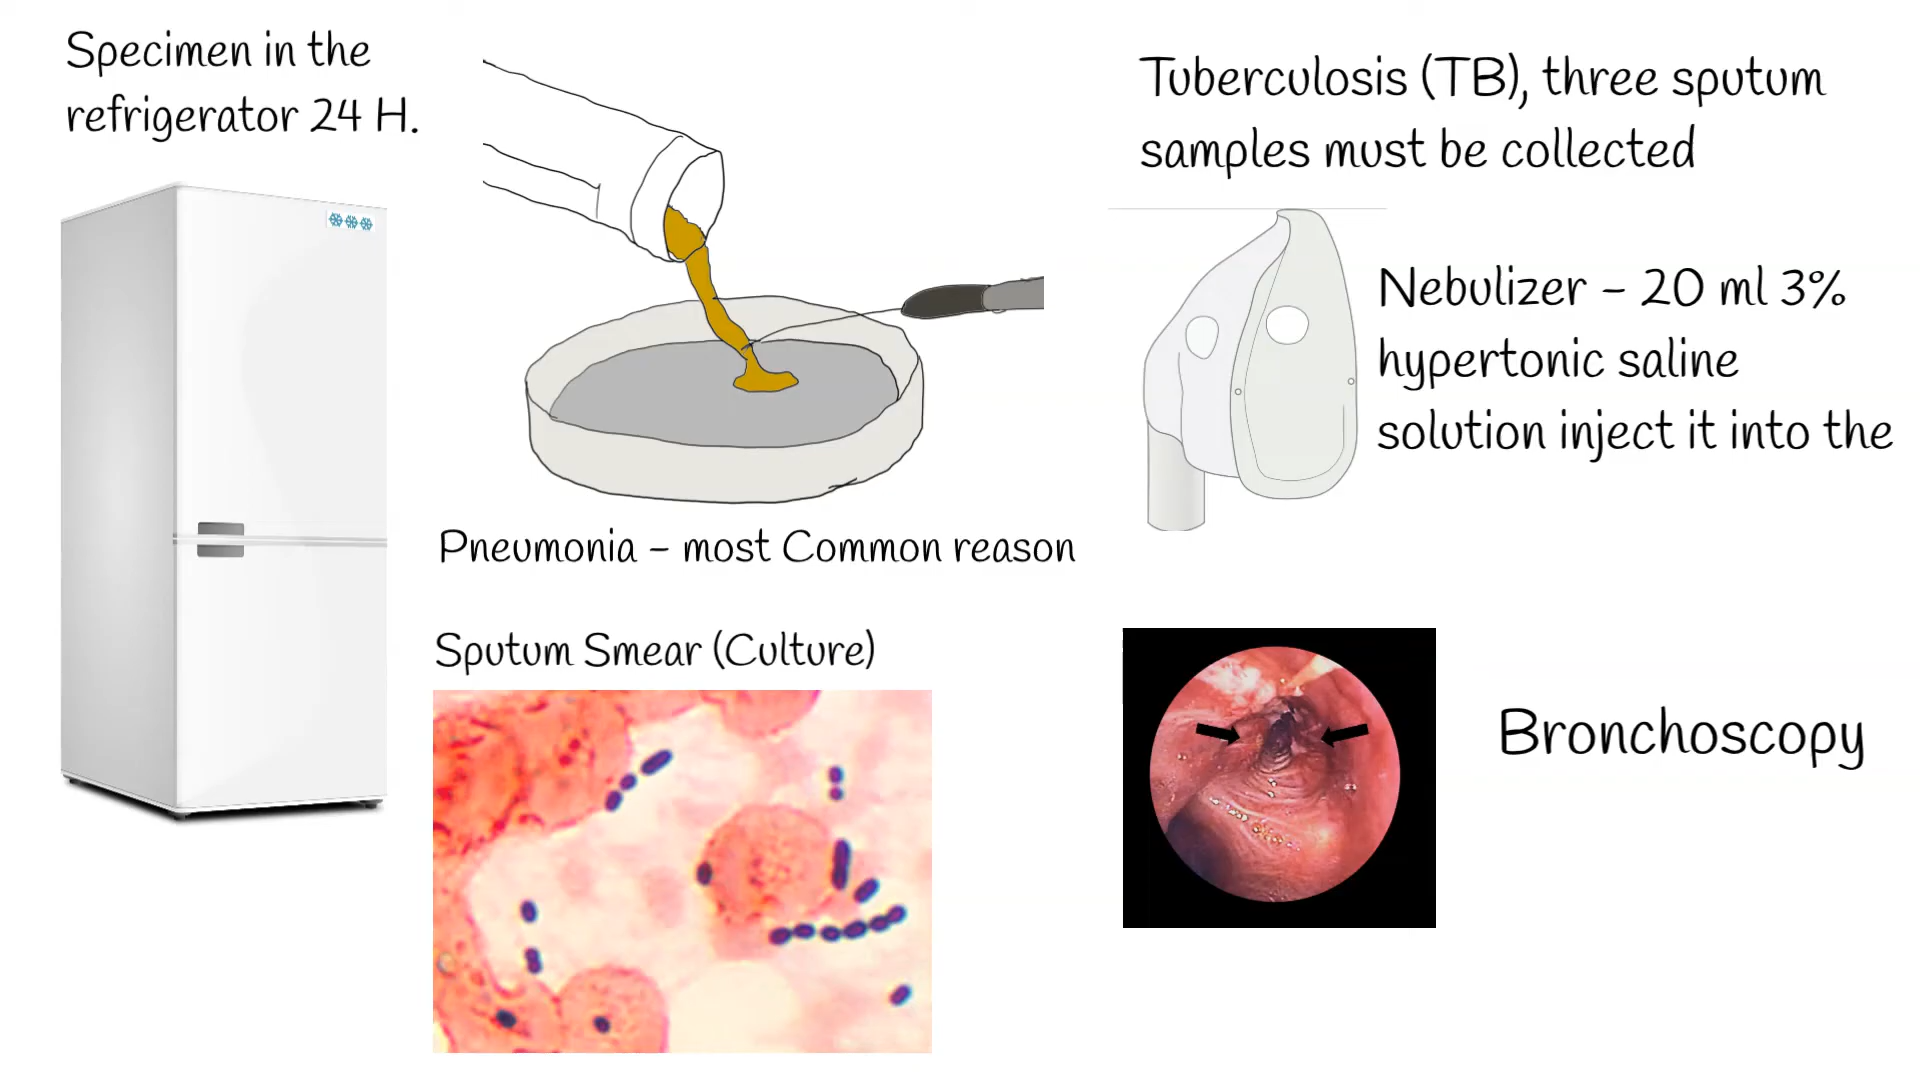 Specimen in the
refrigerator 24 H.
Pneumonia - most Common reason
Sputum Smear (Culture)
Tuberculosis (TB), three sputum
samples must be collected
Nebulizer - 20 ml 3%
hypertonic saline
solution inject it into the
Bronchoscopy